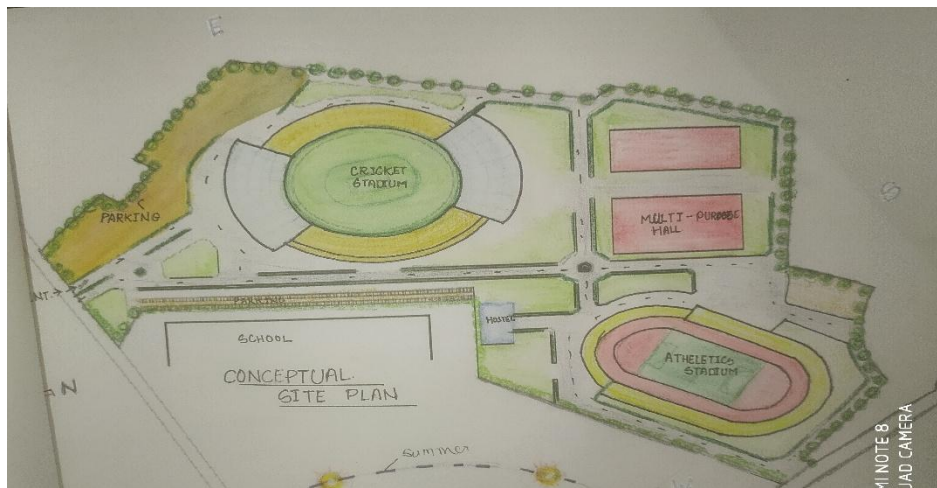 E
CRICKET
STADIUM
S
PARKING
MULTI-PURPOSE
HALL
NT.
PARKING
HOSTEL
SCHOOL
ATHELETICS
STADIUM
CONCEPTUAL
SITE PLAN
N
summer
W
MI NOTE 8
UAD CAMERA